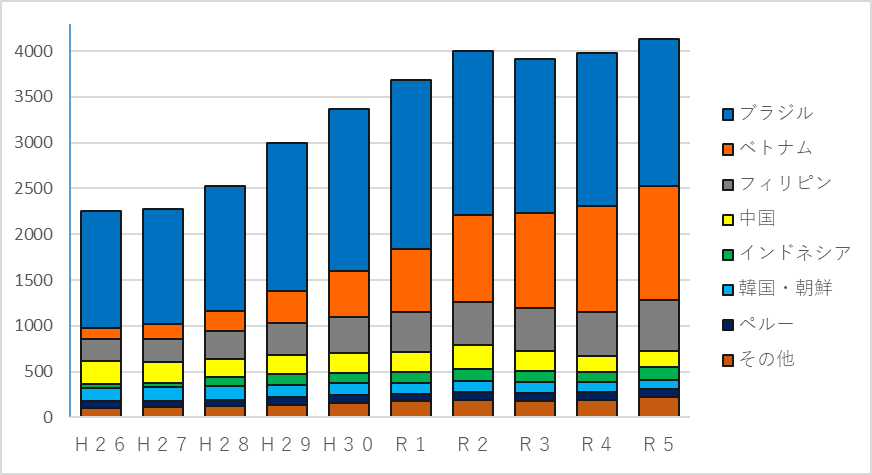 4000
3500
3000
2500
2000
1500
1000
500
0
Ｈ２６ Ｈ２７ Ｈ２８ Ｈ２９ Ｈ３０ Ｒ１ Ｒ２ Ｒ３ Ｒ４ Ｒ５
ブラジル
ベトナム
フィリピン
中国
インドネシア
韓国・朝鮮
ペルー
その他